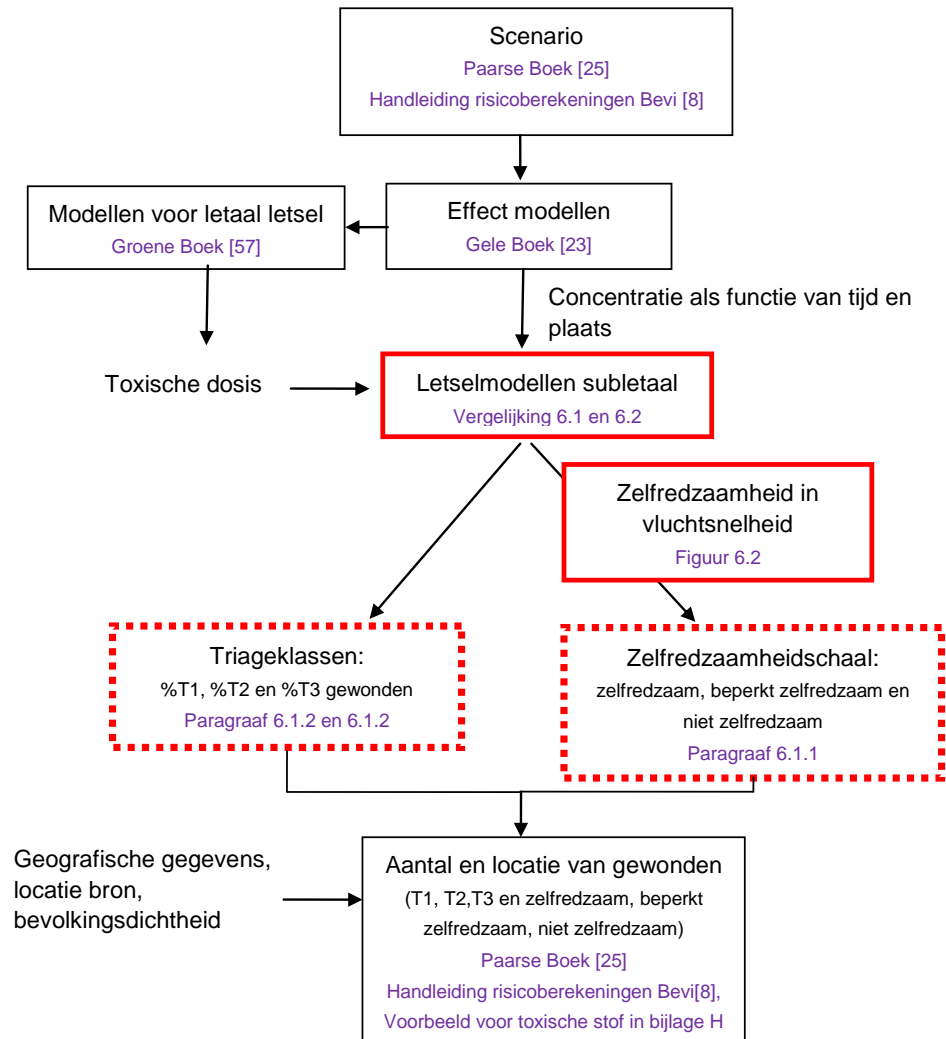 Scenario
Paarse Boek [25]
Handleiding risicoberekeningen Bevi [8]
Modellen voor letaal letsel
Groene Boek [57]
Effect modellen
Gele Boek [23]
Concentratie als functie van tijd en
plaats
Toxische dosis
Letselmodellen subletaal
Vergelijking 6.1 en 6.2
Zelfredzaamheid in
vluchtsnelheid
Figuur 6.2
Triageklassen:
%T1, %T2 en %T3 gewonden
Paragraaf 6.1.2 en 6.1.2
Zelfredzaamheidschaal:
zelfredzaam, beperkt zelfredzaam en
niet zelfredzaam
Paragraaf 6.1.1
Geografische gegevens,
locatie bron,
bevolkingsdichtheid
Aantal en locatie van gewonden
(T1, T2,T3 en zelfredzaam, beperkt
zelfredzaam, niet zelfredzaam)
Paarse Boek [25]
Handleiding risicoberekeningen Bevi[8],
Voorbeeld voor toxische stof in bijlage H